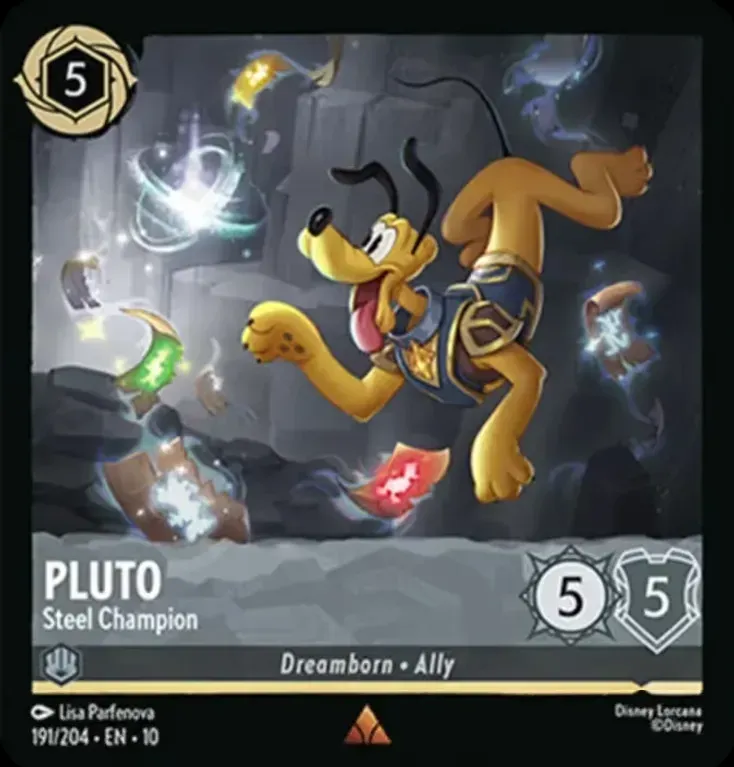 5
PLUTO
Steel Champion
5 5
Dreamborn • Ally
Lisa Parfenova
191/204 • EN • 10
Disney Lorcana
©Disney